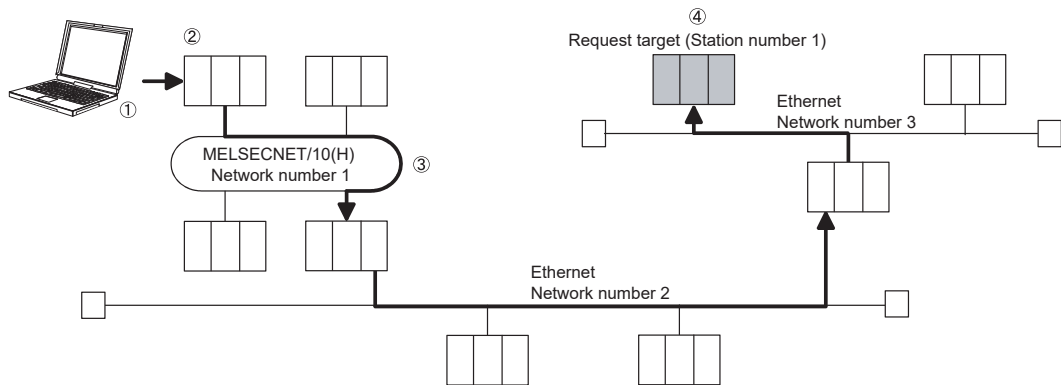 ①
②
MELSECNET/10(H)
Network number 1
③
④
Request target (Station number 1)
Ethernet
Network number 3
Ethernet
Network number 2